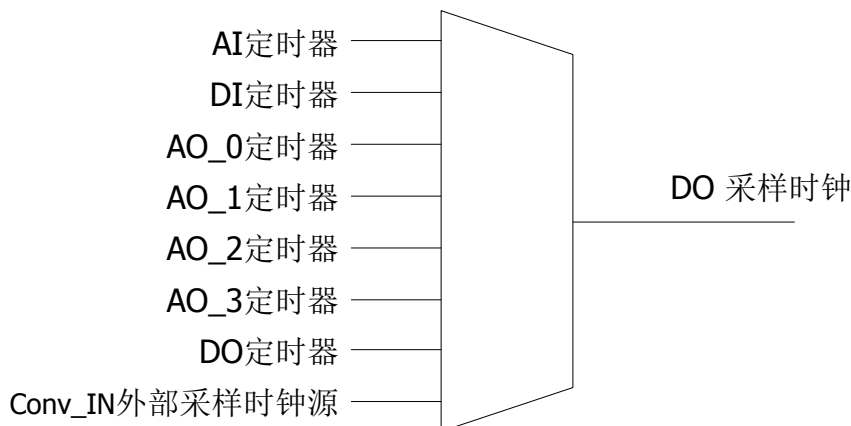 AI定时器
DI定时器
AO_0定时器
AO_1定时器
AO_2定时器
AO_3定时器
DO定时器
Conv_IN外部采样时钟源
DO 采样时钟